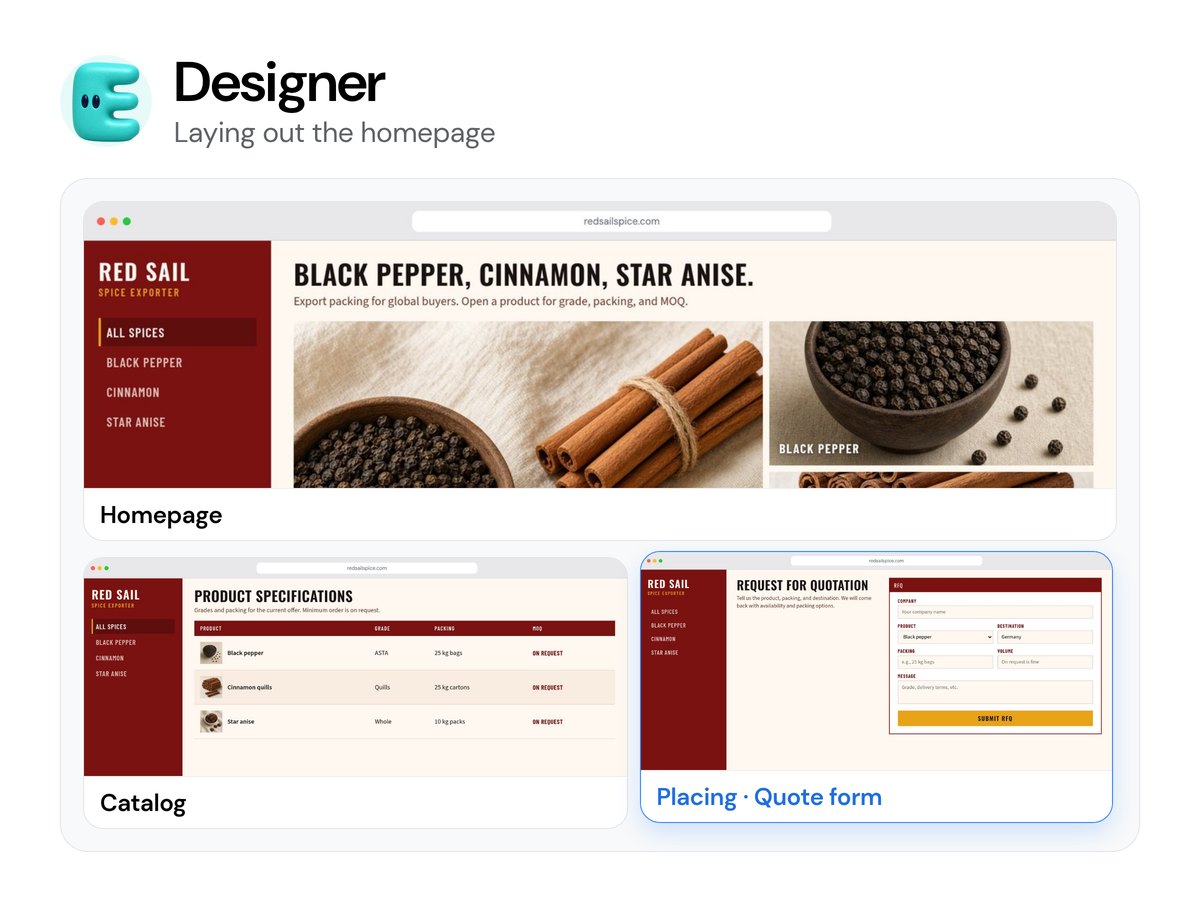 Designer
Laying out the homepage
redsailspice.com
RED SAIL
SPICE EXPORTER
ALL SPICES
BLACK PEPPER
CINNAMON
STAR ANISE
BLACK PEPPER, CINNAMON, STAR ANISE.
Export packing for global buyers. Open a product for grade, packing, and MOQ.
BLACK PEPPER
Homepage
redsailspice.com
RED SAIL
SPICE EXPORTER
ALL SPICES
BLACK PEPPER
CINNAMON
STAR ANISE
PRODUCT SPECIFICATIONS
Grades and packing for the current offer. Minimum order is on request.
PRODUCT GRADE PACKING MOQ
Black pepper ASTA 25 kg bags ON REQUEST
Cinnamon quills Quills 25 kg cartons ON REQUEST
Star anise Whole 10 kg packs ON REQUEST
Catalog
redsailspice.com
RED SAIL
SPICE EXPORTER
ALL SPICES
BLACK PEPPER
CINNAMON
STAR ANISE
REQUEST FOR QUOTATION
Tell us the product, packing, and destination. We will come
back with availability and packing options.
RFQ
COMPANY
Your company name
PRODUCT DESTINATION
Black pepper Germany
PACKING VOLUME
e.g., 25 kg bags On request is fine
MESSAGE
Grade, delivery terms, etc.
SUBMIT RFQ
Placing · Quote form